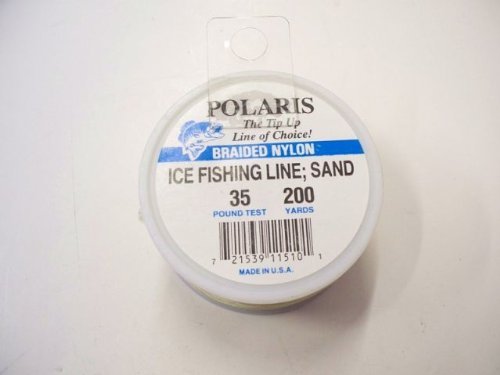 POLARIS
The Tip Up
Line of Choice!
BRAIDED NYLON
ICE FISHING LINE; SAND
35 200
POUND TEST YARDS
7 21539 11510 1
MADE IN U.S.A.